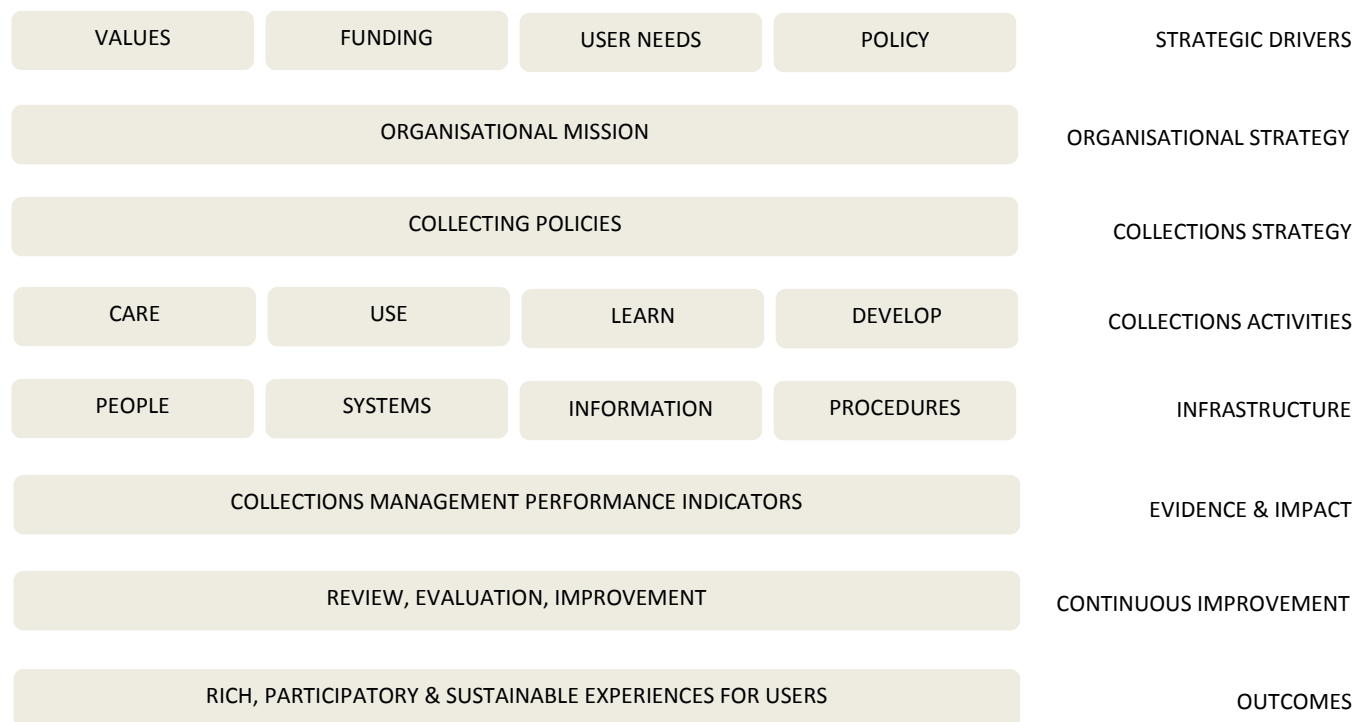 VALUES FUNDING USER NEEDS POLICY STRATEGIC DRIVERS
ORGANISATIONAL MISSION ORGANISATIONAL STRATEGY
COLLECTING POLICIES COLLECTIONS STRATEGY
CARE USE LEARN DEVELOP COLLECTIONS ACTIVITIES
PEOPLE SYSTEMS INFORMATION PROCEDURES INFRASTRUCTURE
COLLECTIONS MANAGEMENT PERFORMANCE INDICATORS EVIDENCE & IMPACT
REVIEW, EVALUATION, IMPROVEMENT CONTINUOUS IMPROVEMENT
RICH, PARTICIPATORY & SUSTAINABLE EXPERIENCES FOR USERS OUTCOMES